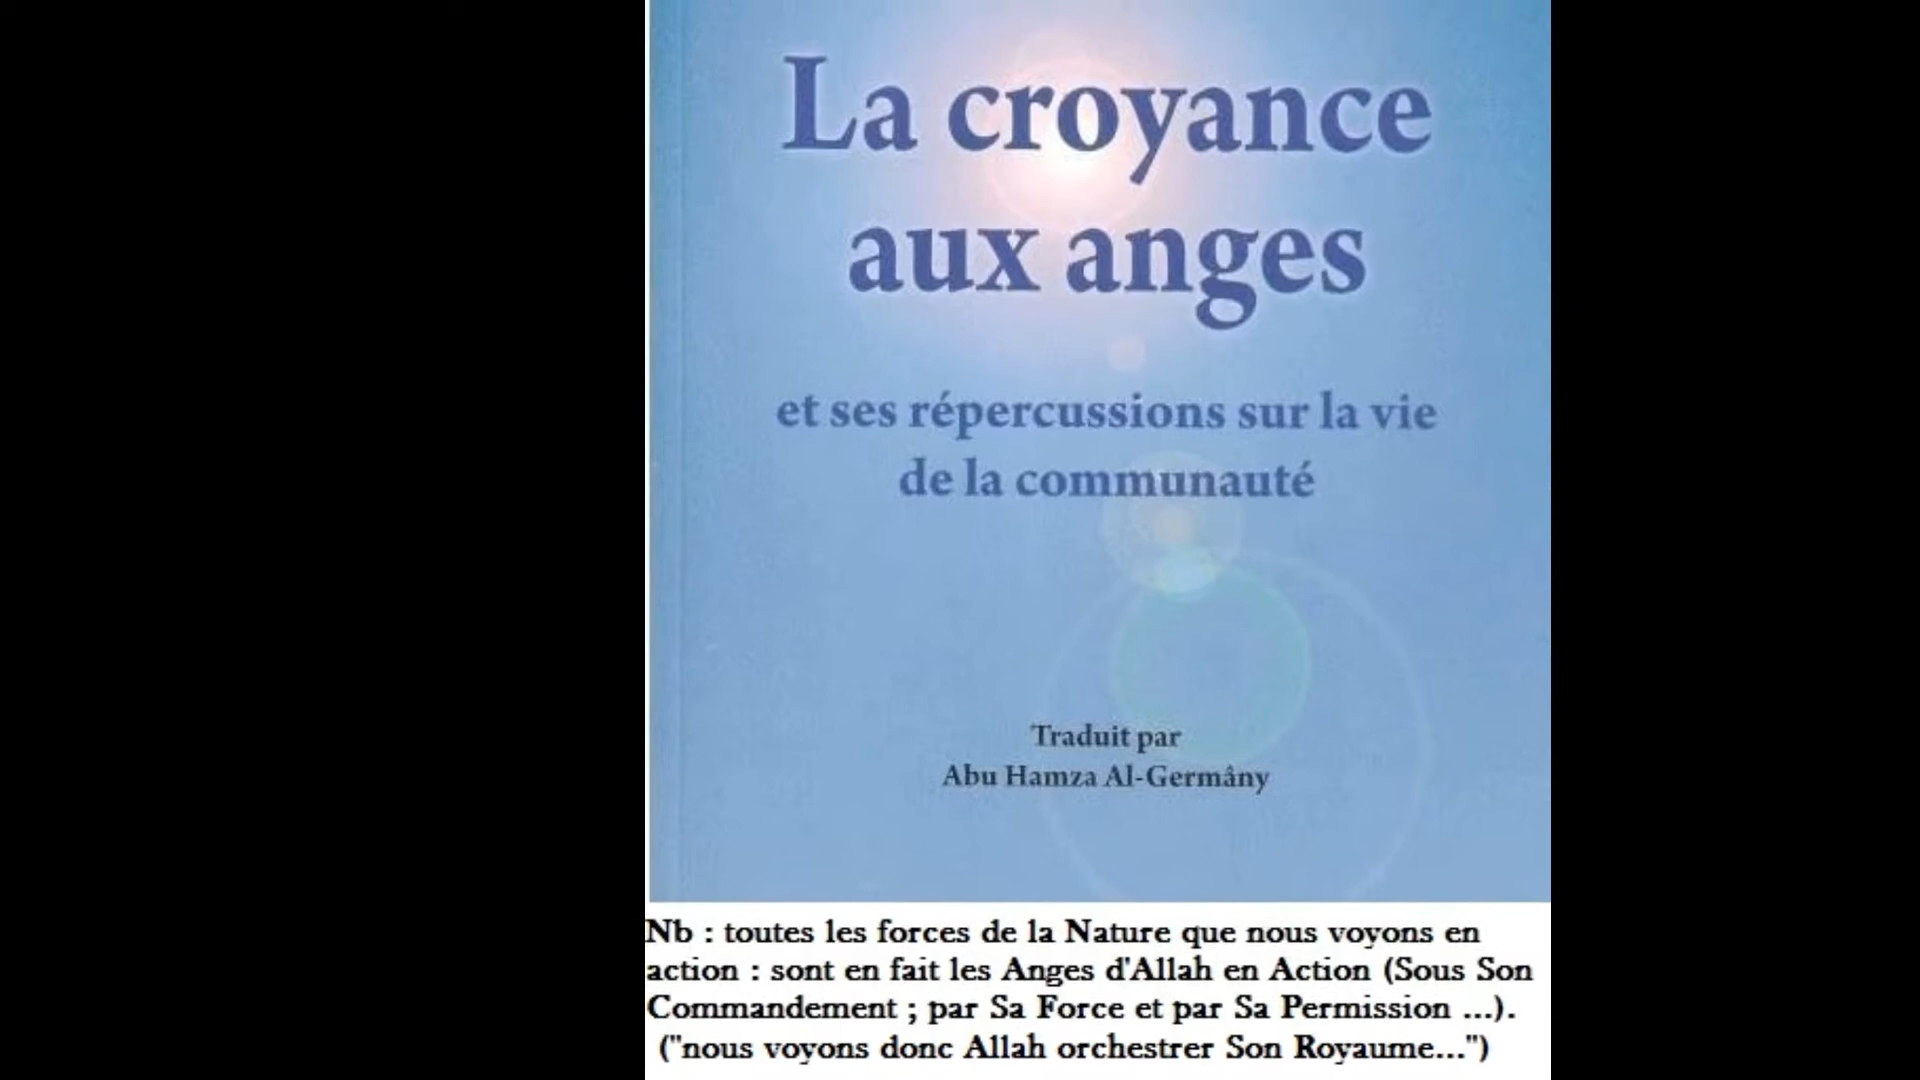 La croyance
aux anges
et ses répercussions sur la vie
de la communauté
Traduit par
Abu Hamza Al-Germâny
Nb : toutes les forces de la Nature que nous voyons en
action : sont en fait les Anges d'Allah en Action (Sous Son
Commandement ; par Sa Force et par Sa Permission ...).
("nous voyons donc Allah orchestrer Son Royaume...")